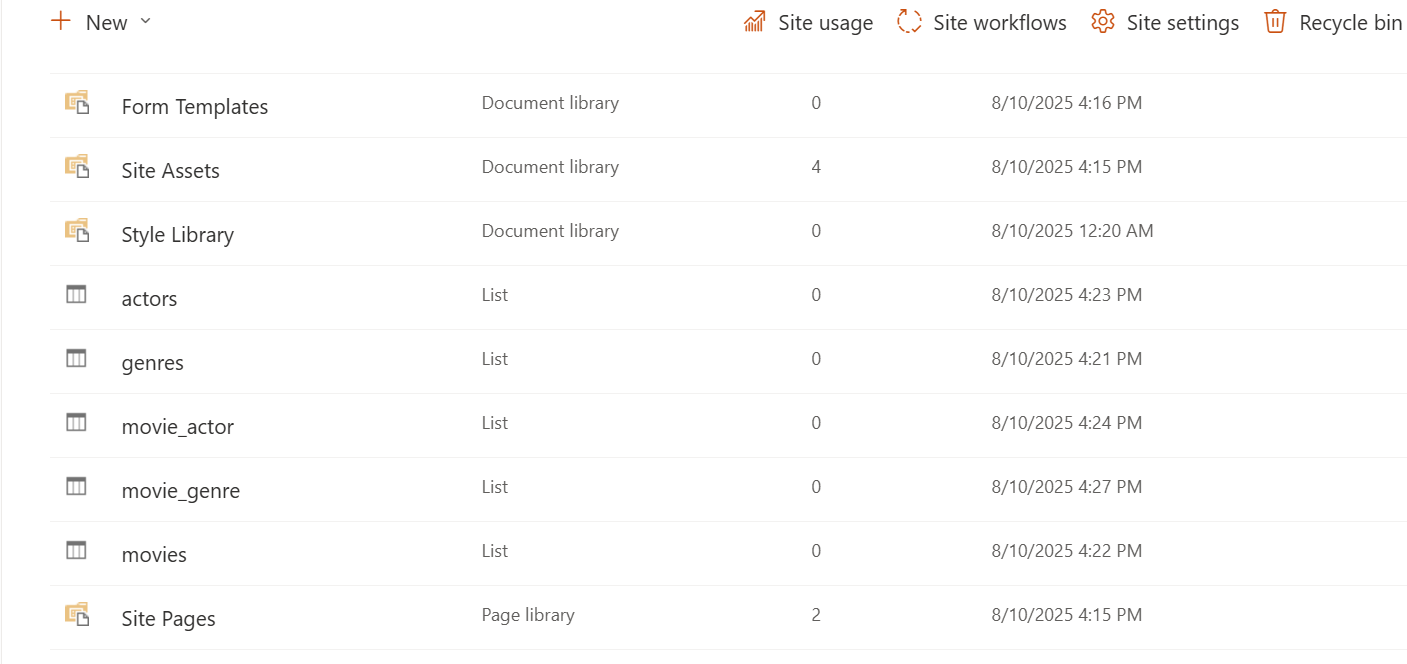 New
Site usage Site workflows Site settings Recycle bin
Form Templates Document library 0 8/10/2025 4:16 PM
Site Assets Document library 4 8/10/2025 4:15 PM
Style Library Document library 0 8/10/2025 12:20 AM
actors List 0 8/10/2025 4:23 PM
genres List 0 8/10/2025 4:21 PM
movie_actor List 0 8/10/2025 4:24 PM
movie_genre List 0 8/10/2025 4:27 PM
movies List 0 8/10/2025 4:22 PM
Site Pages Page library 2 8/10/2025 4:15 PM